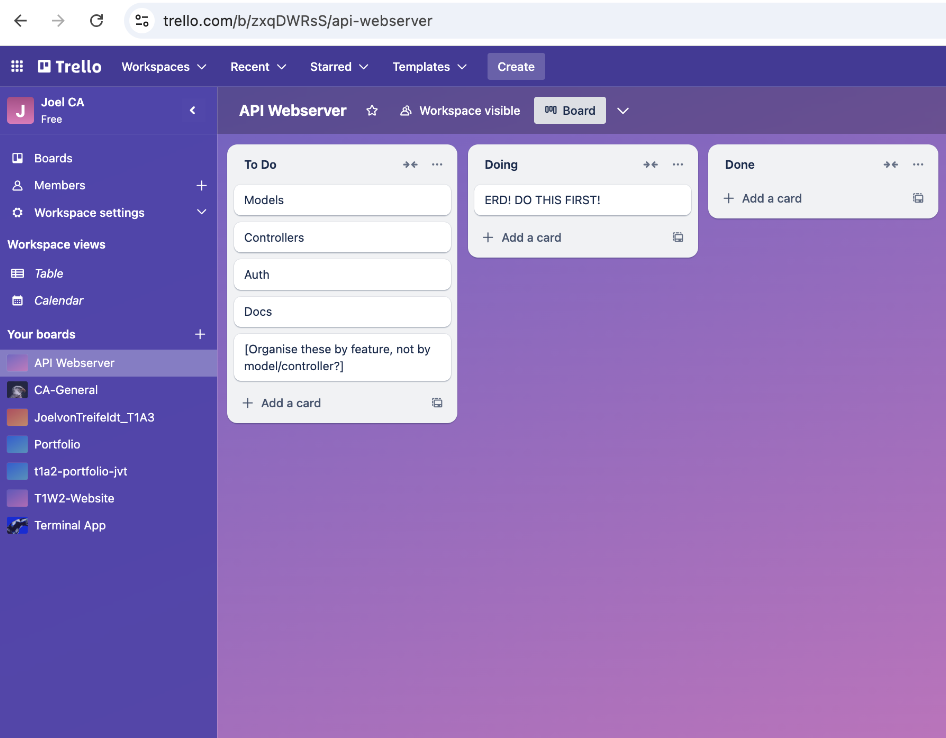 trello.com/b/zxqDWRsS/api-webserver
Trello Workspaces Recent Starred Templates Create
J Joel CA
Free
Boards
Members
Workspace settings
Workspace views
Table
Calendar
Your boards
API Webserver
CA-General
JoelvonTreifeldt_T1A3
Portfolio
t1a2-portfolio-jvt
T1W2-Website
Terminal App
API Webserver Workspace visible Board
To Do
Models
Controllers
Auth
Docs
[Organise these by feature, not by
model/controller?]
Add a card
Doing
ERD! DO THIS FIRST!
Add a card
Done
Add a card